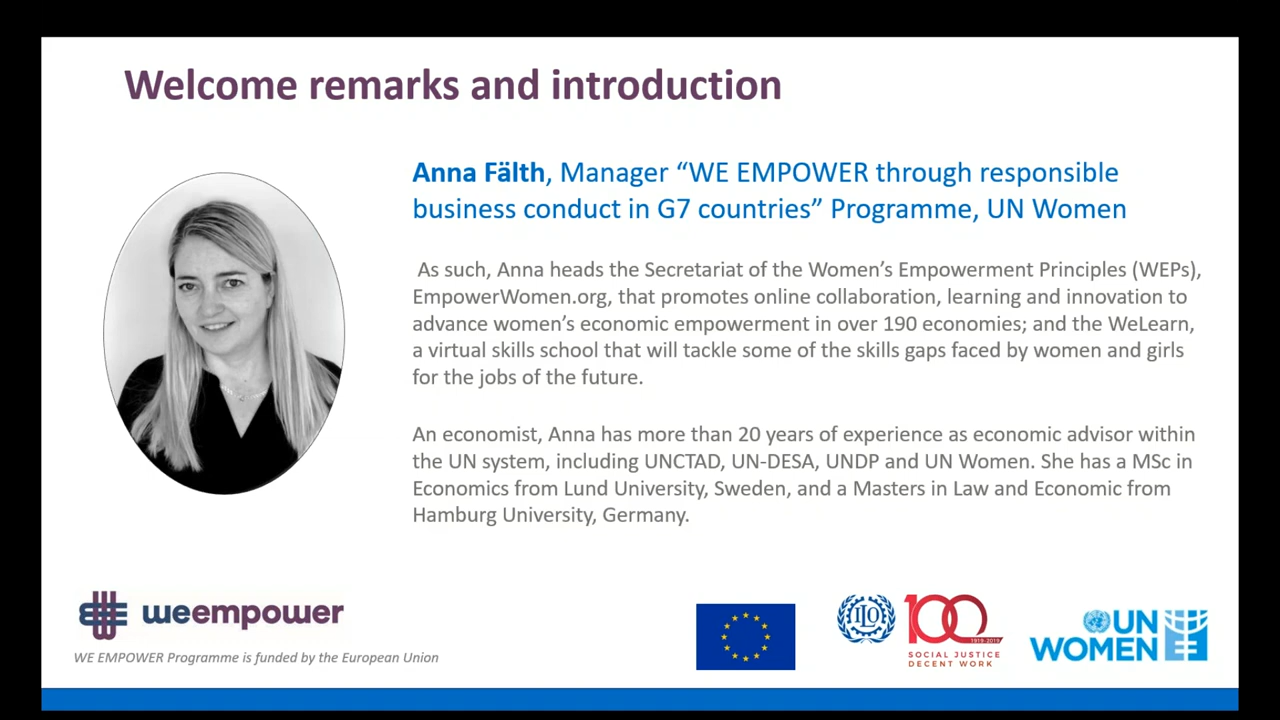 Welcome remarks and introduction
Anna Fälth, Manager “WE EMPOWER through responsible
business conduct in G7 countries” Programme, UN Women
As such, Anna heads the Secretariat of the Women’s Empowerment Principles (WEPs),
EmpowerWomen.org, that promotes online collaboration, learning and innovation to
advance women’s economic empowerment in over 190 economies; and the WeLearn,
a virtual skills school that will tackle some of the skills gaps faced by women and girls
for the jobs of the future.
An economist, Anna has more than 20 years of experience as economic advisor within
the UN system, including UNCTAD, UN-DESA, UNDP and UN Women. She has a MSc in
Economics from Lund University, Sweden, and a Masters in Law and Economic from
Hamburg University, Germany.
WE
weempower
WE EMPOWER Programme is funded by the European Union
ILO
100
1919-2019
SOCIAL JUSTICE
DECENT WORK
UN
WOMEN